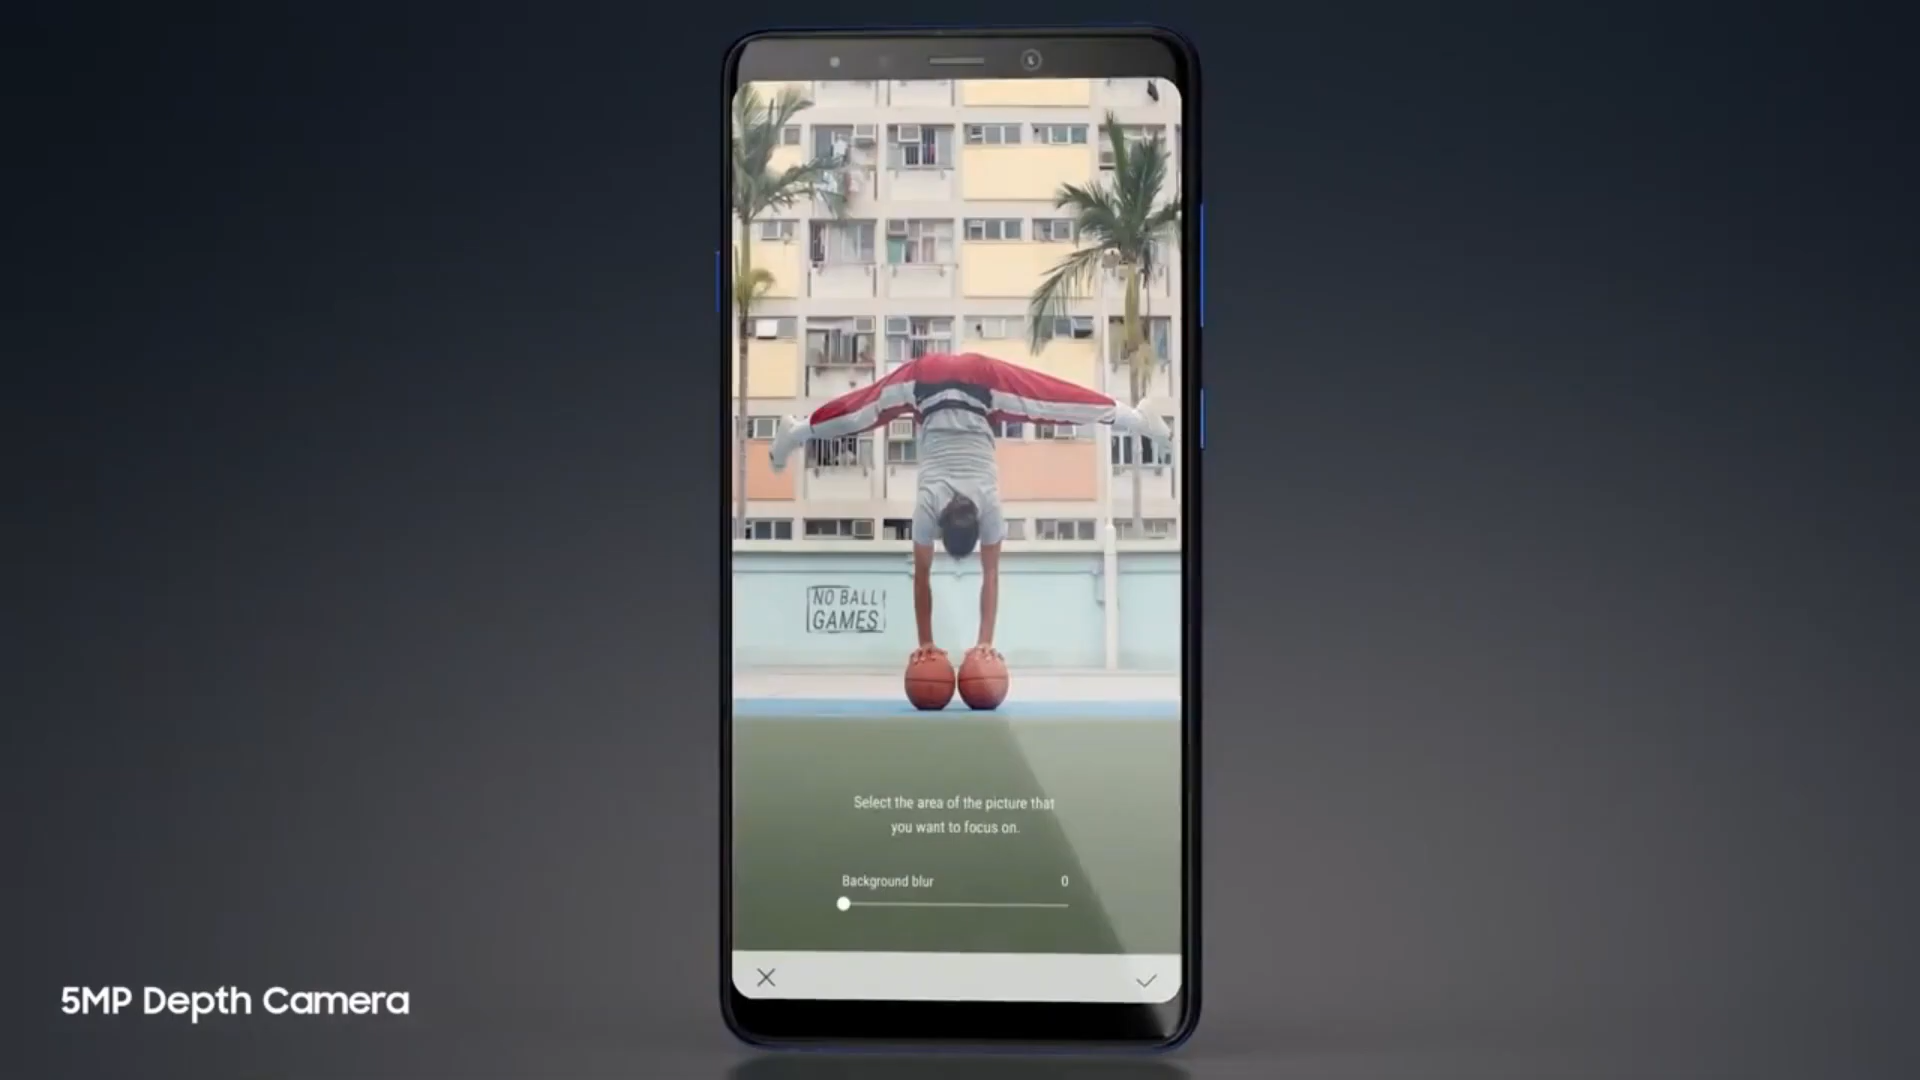 NO BALL
GAMES
Select the area of the picture that
you want to focus on.
Background blur 0
5MP Depth Camera